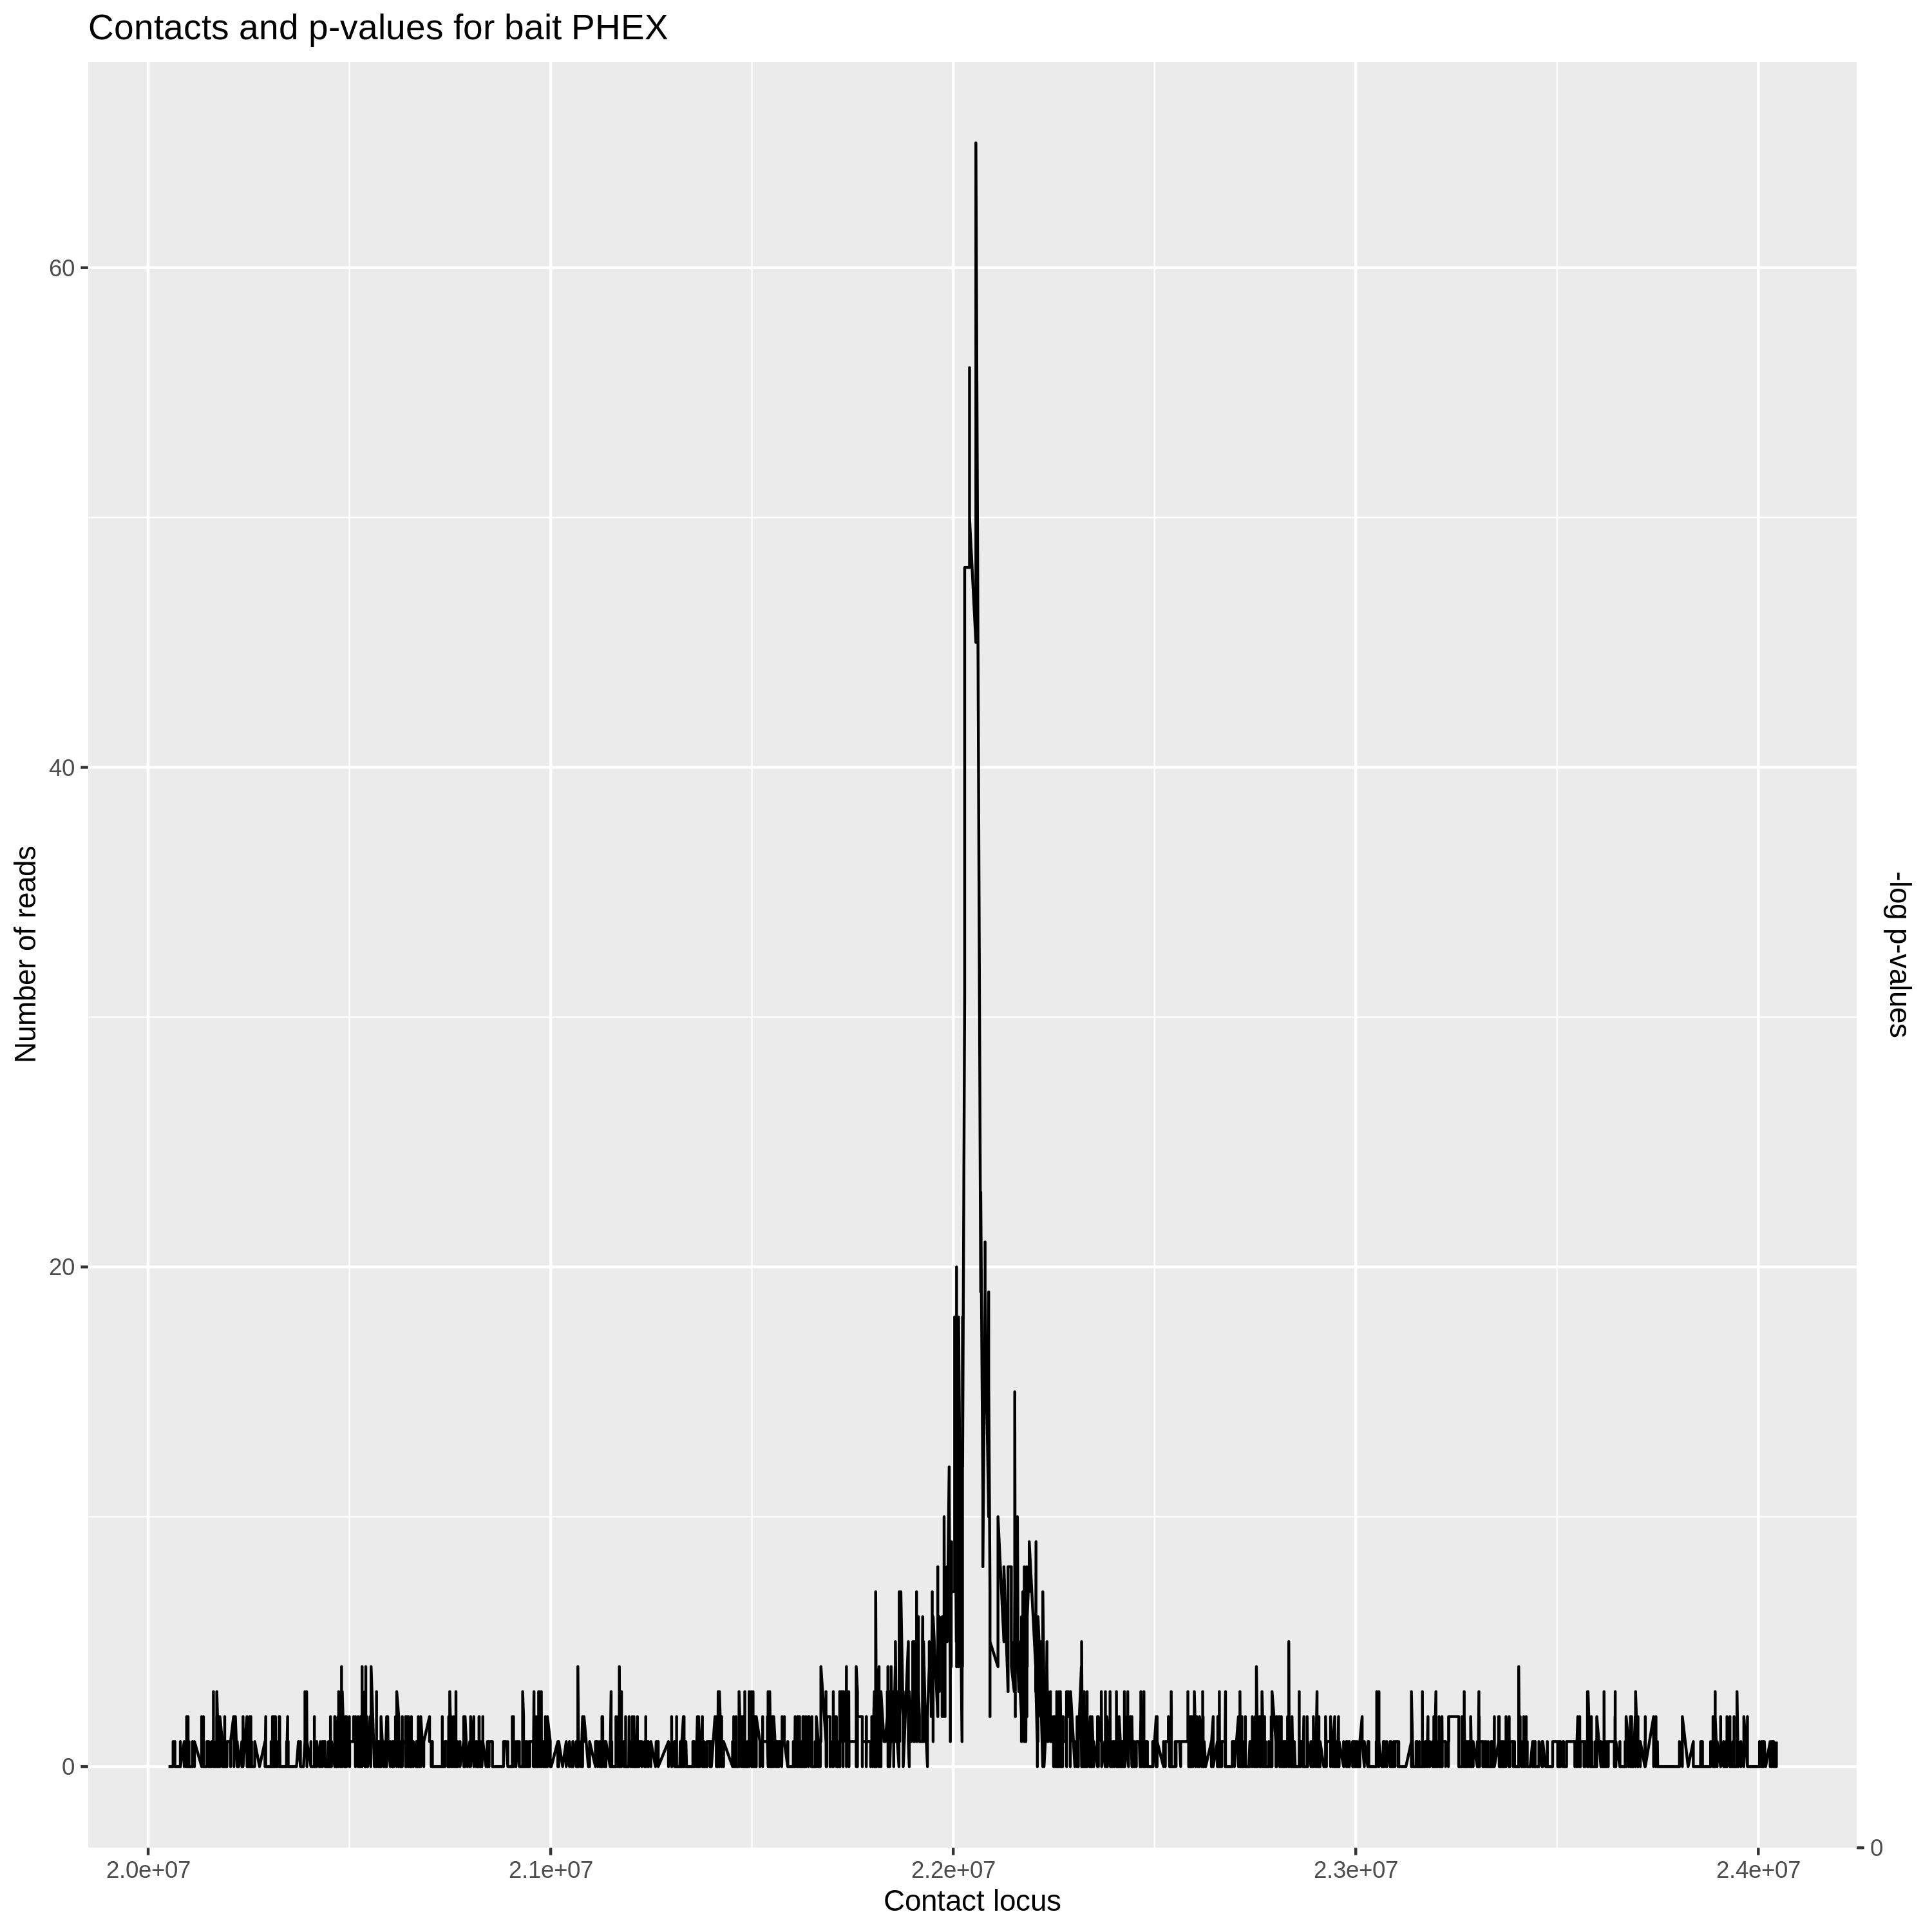 Contacts and p-values for bait PHEX
60
40
20
0
Number of reads
-log p-values
0
2.0e+07 2.1e+07 2.2e+07 2.3e+07 2.4e+07
Contact locus